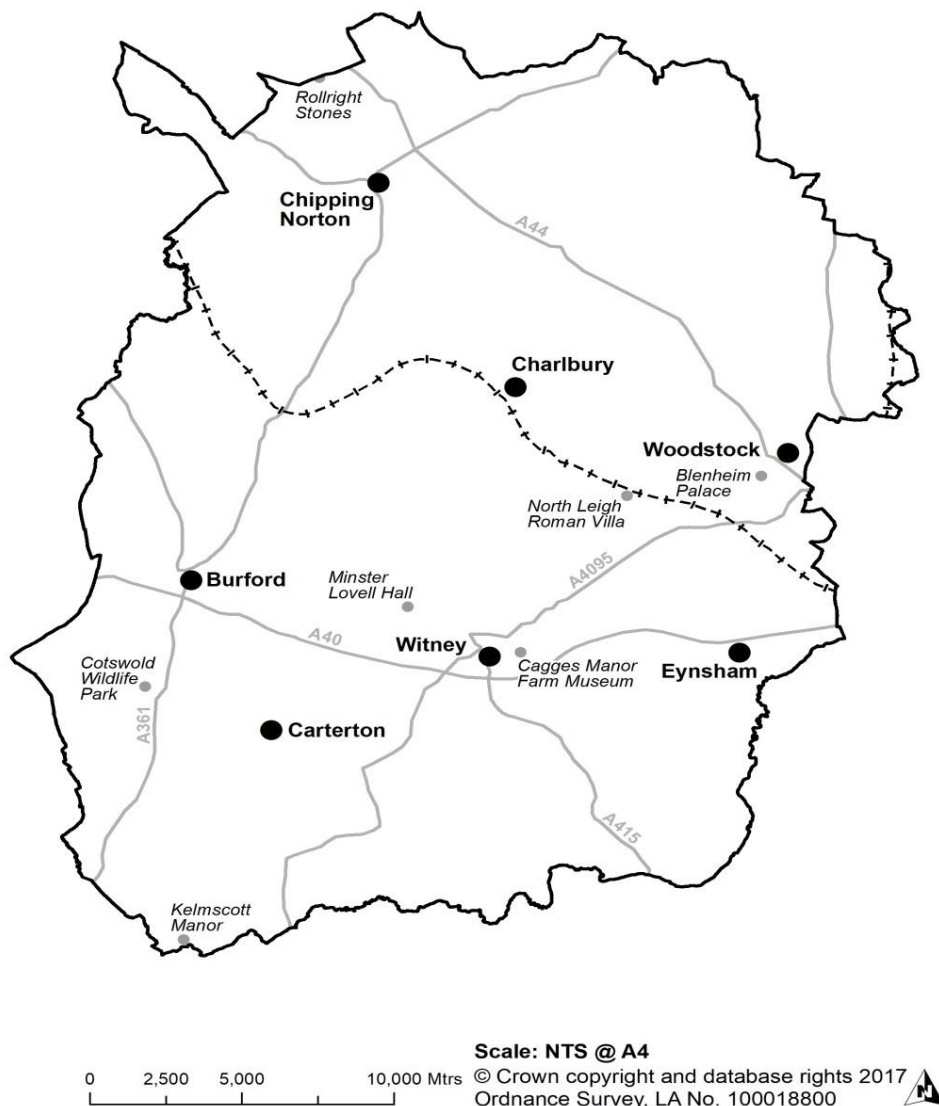 Rollright
Stones
Chipping
Norton
A44
Charlbury
Woodstock
Blenheim
Palace
North Leigh
Roman Villa
A4095
Burford
Minster
Lovell Hall
A40
Witney
Cagges Manor
Farm Museum
Eynsham
Cotswold
Wildlife
Park
A361
Carterton
A415
Kelmscott
Manor
Scale: NTS @ A4
0 2,500 5,000 10,000 Mtrs
© Crown copyright and database rights 2017
Ordnance Survey. LA No. 100018800
N